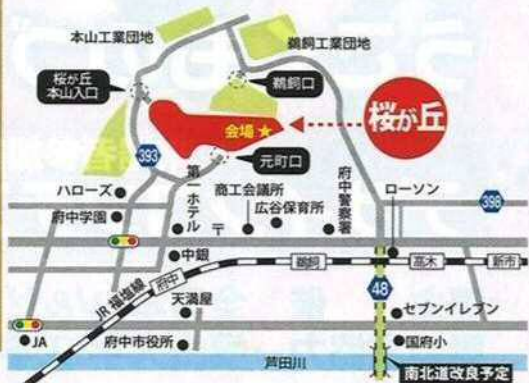 本山工業団地
鵜飼工業団地
桜が丘
本山入口
鵜飼口
桜が丘
会場★
元町口
393
ハローズ
府中学園
第一ホテル
〒
商工会議所
広谷保育所
府中警察署
ローソン
398
中銀
JR福塩線
府中
鵜飼
高木
新市
48
天満屋
セブンイレブン
JA
府中市役所
国府小
芦田川
南北道改良予定